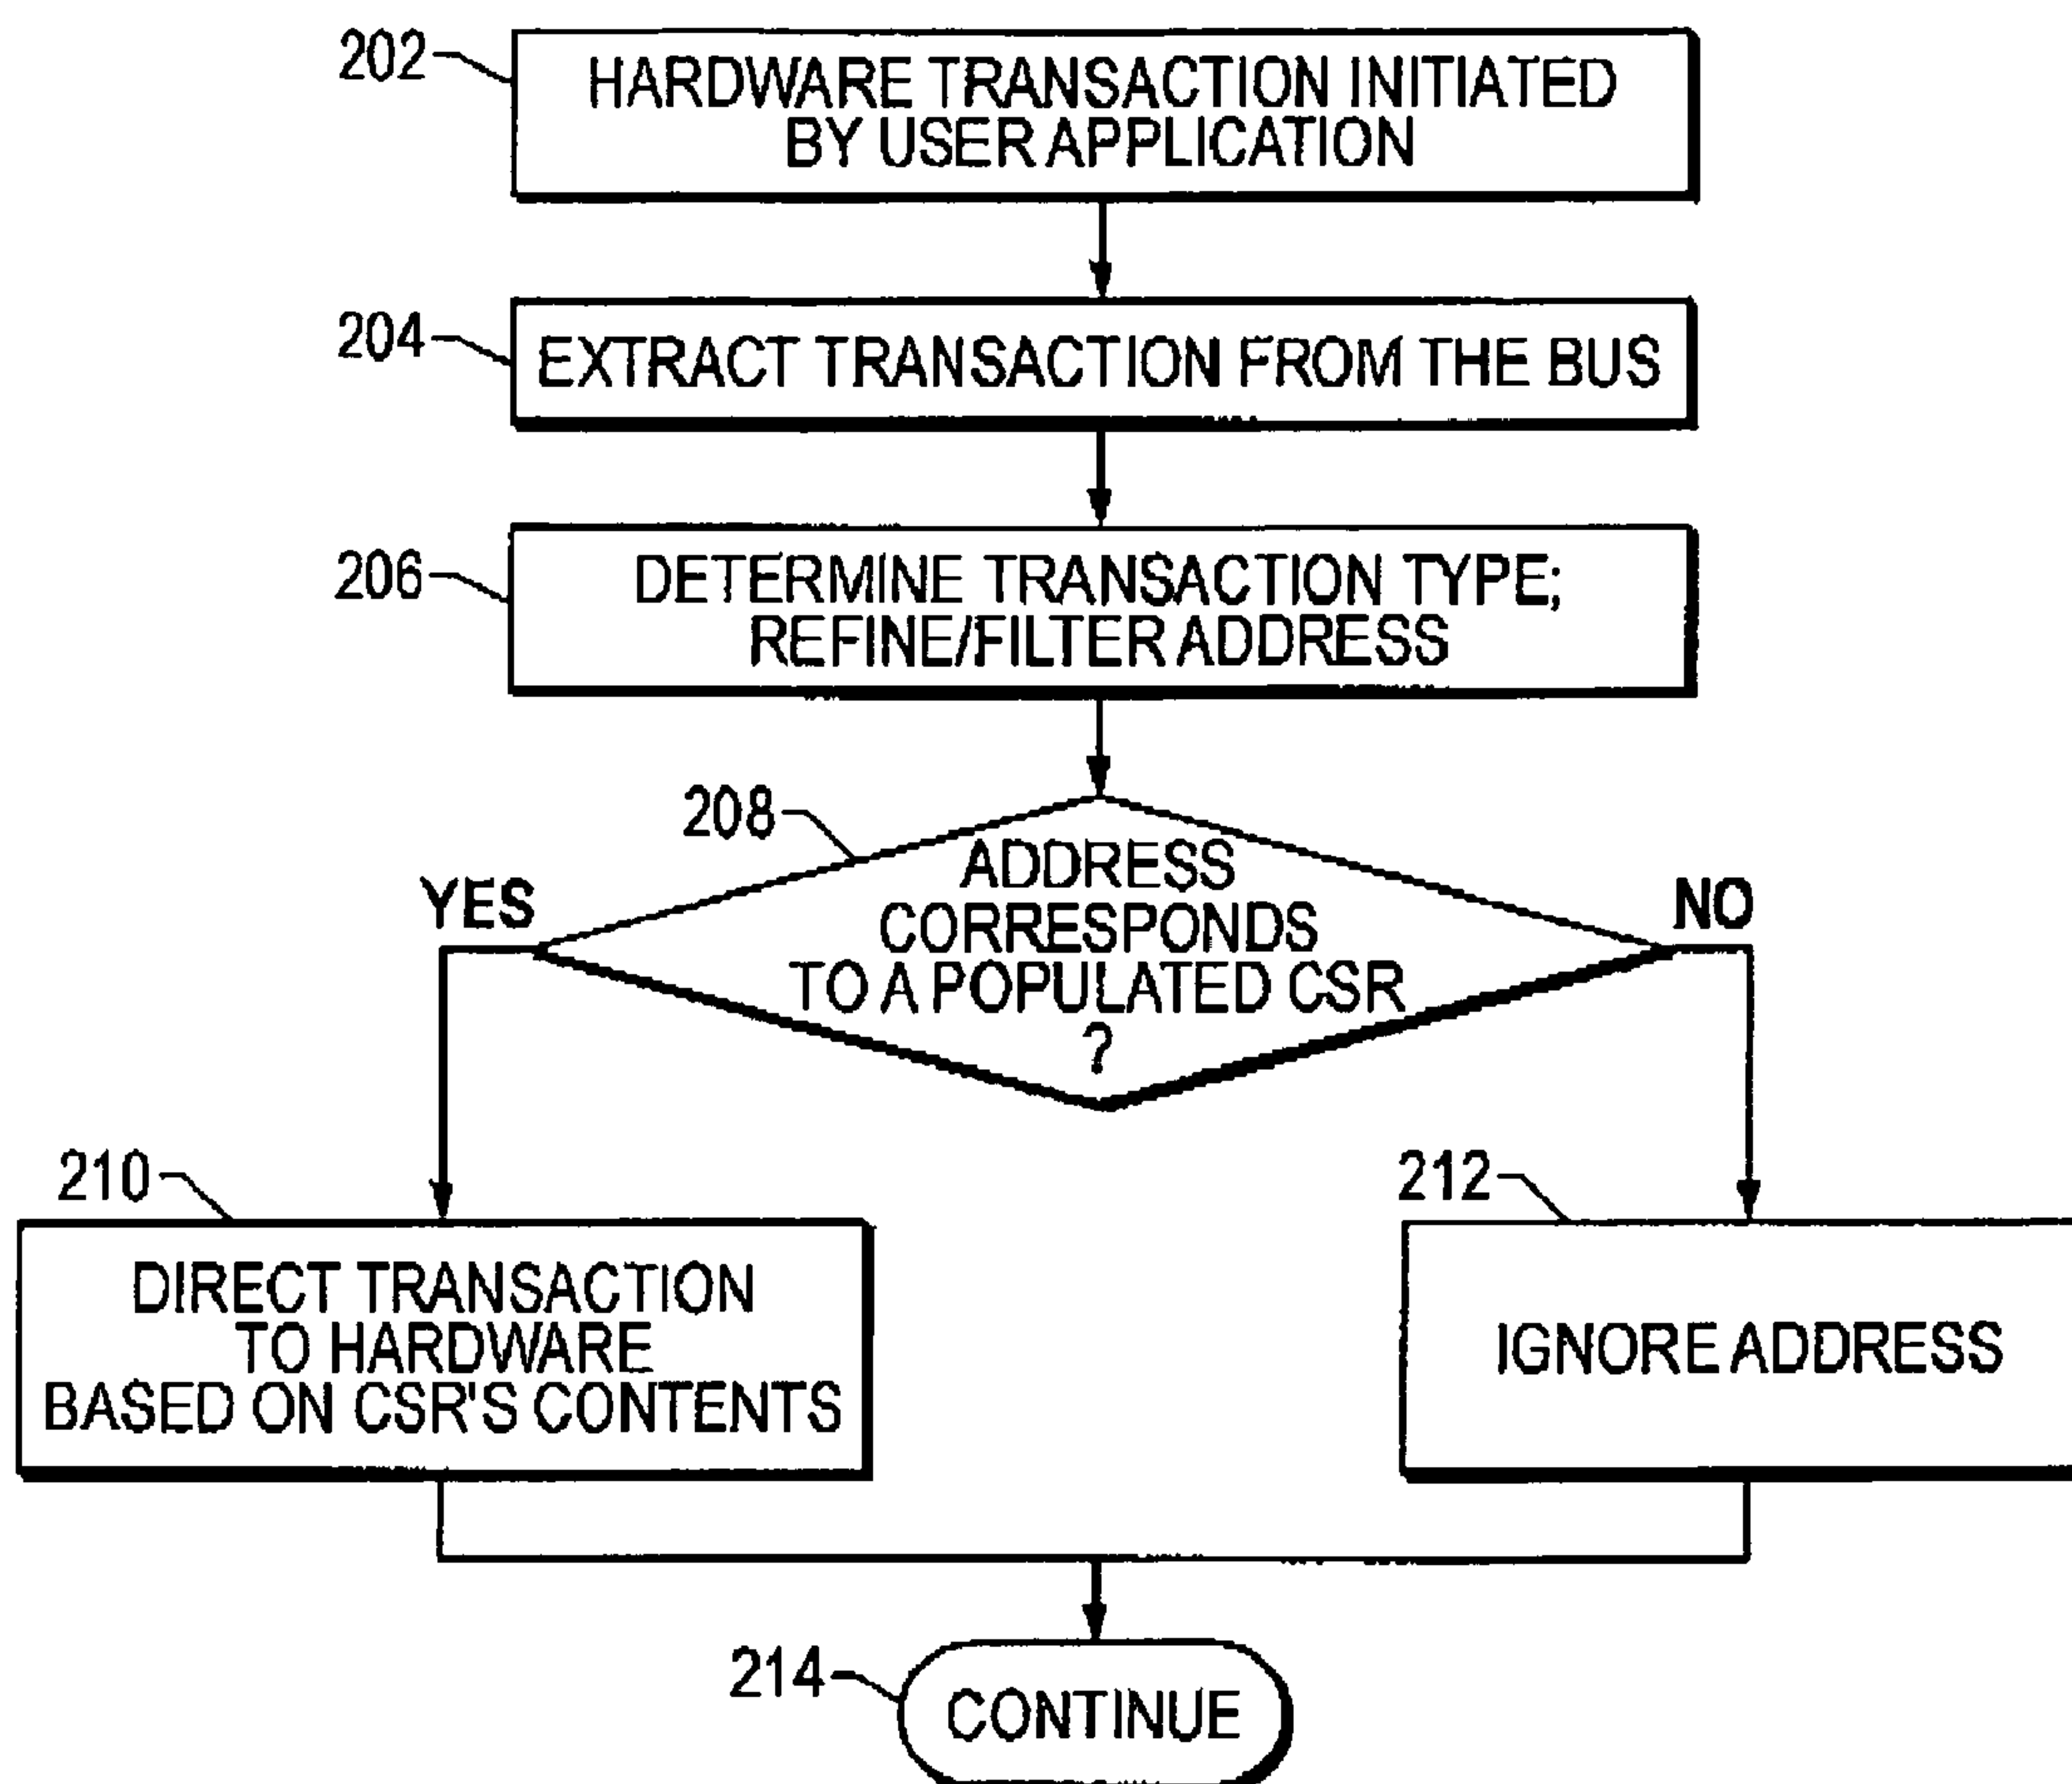 202
HARDWARE TRANSACTION INITIATED
BY USER APPLICATION
204
EXTRACT TRANSACTION FROM THE BUS
206
DETERMINE TRANSACTION TYPE;
REFINE/FILTER ADDRESS
208
ADDRESS
CORRESPONDS
TO A POPULATED CSR
?
YES
NO
210
DIRECT TRANSACTION
TO HARDWARE
BASED ON CSR'S CONTENTS
212
IGNORE ADDRESS
214
CONTINUE